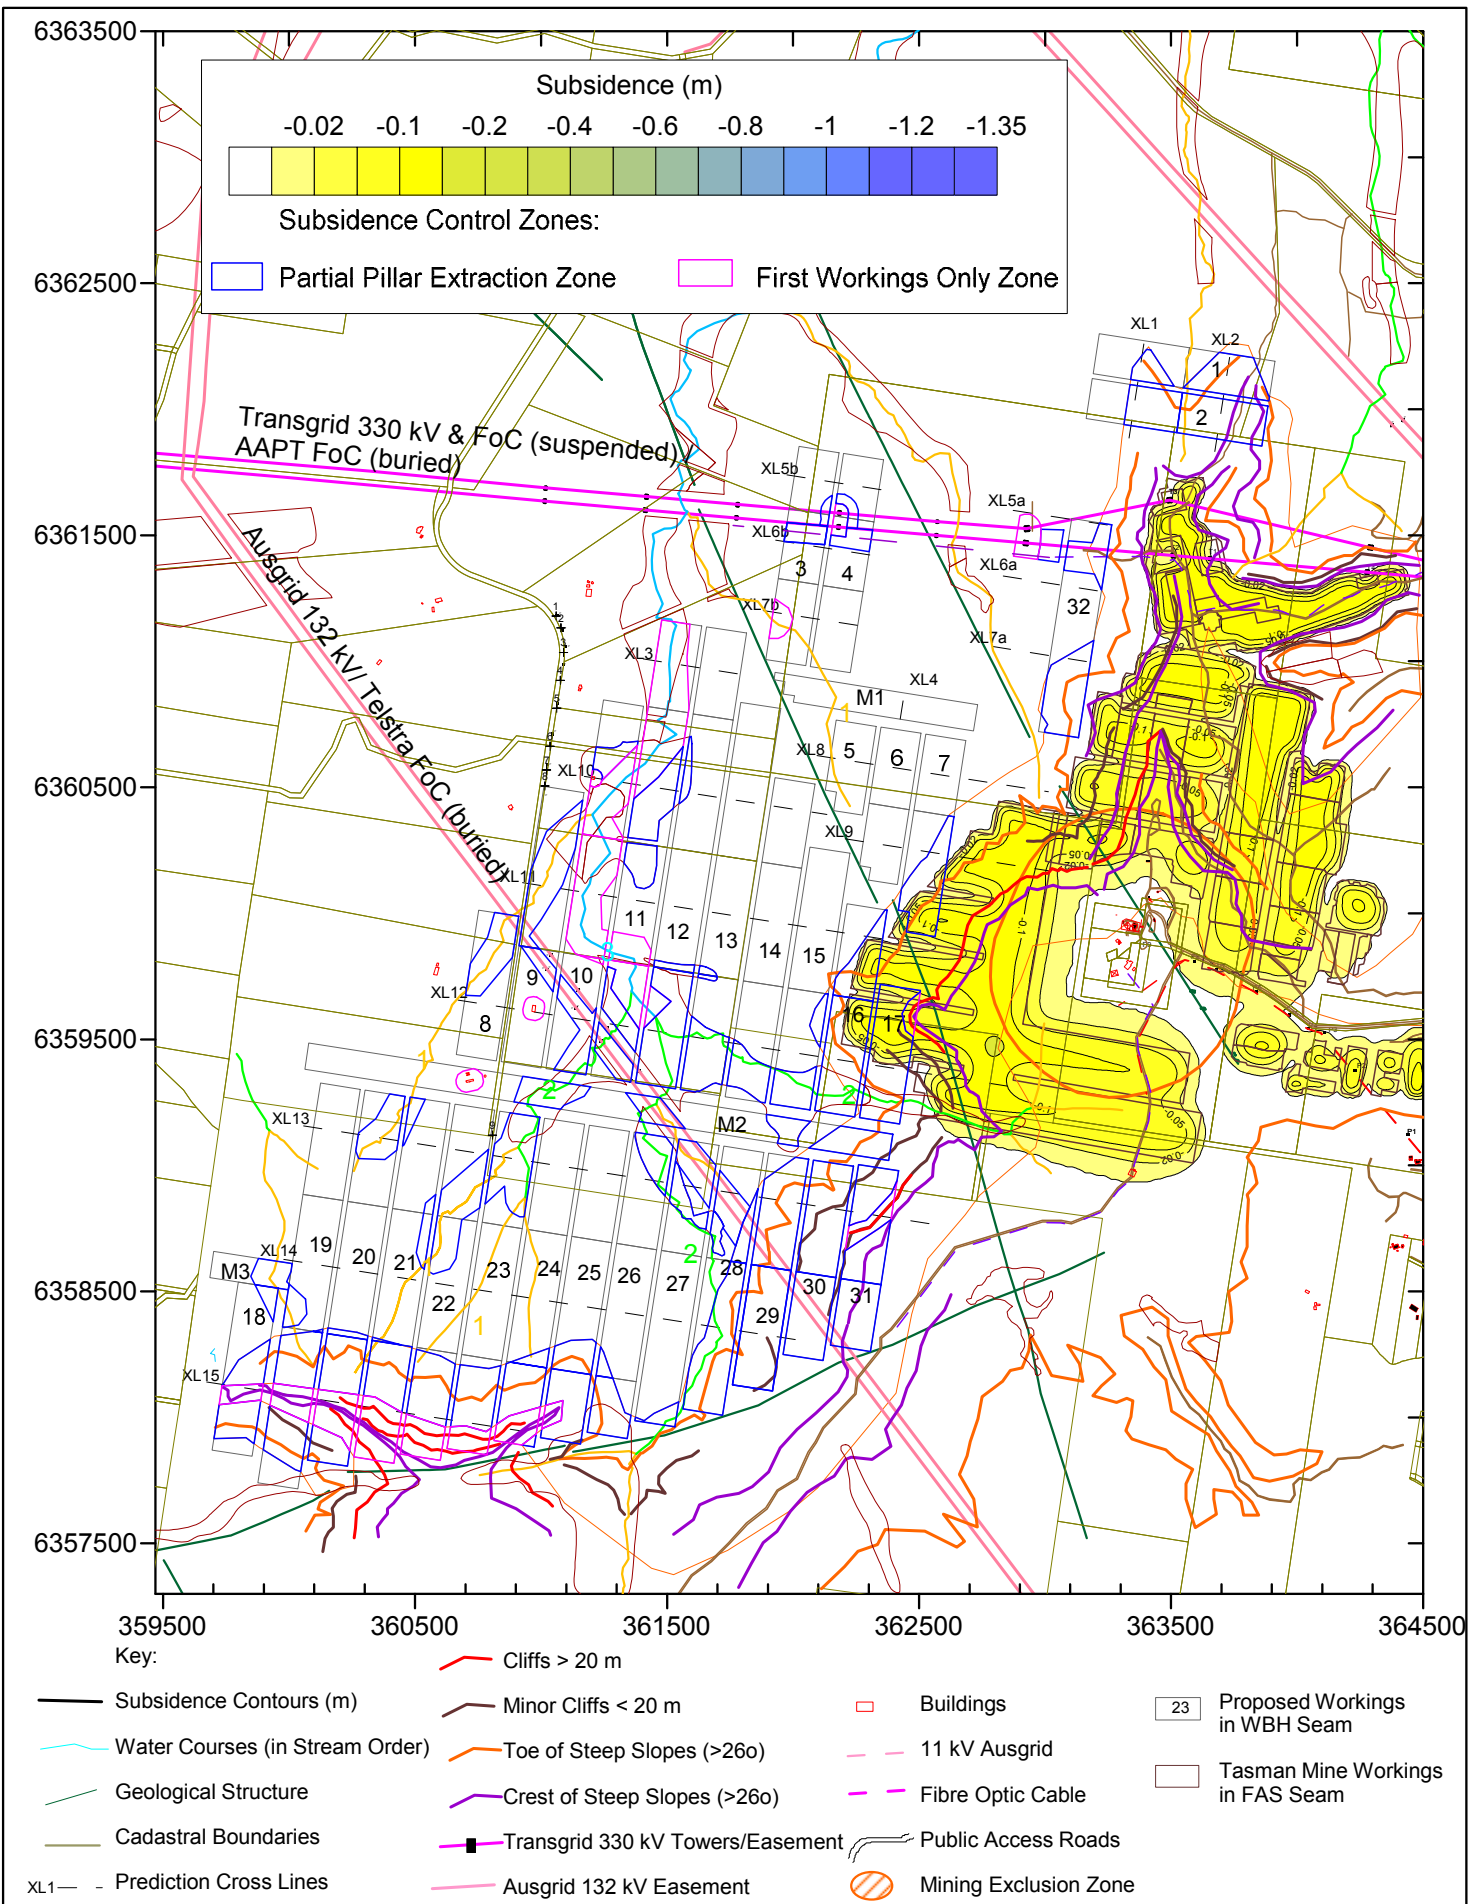 6363500
Subsidence (m)
-0.02 -0.1 -0.2 -0.4 -0.6 -0.8 -1 -1.2 -1.35
Subsidence Control Zones:
Partial Pillar Extraction Zone
First Workings Only Zone
6362500
XL1
XL2
1
2
Transgrid 330 kV & FoC (suspended) /
AAPT FoC (buried)
XL5b
XL5a
6361500
XL6b
XL6a
Ausgrid 132 kV/ Telstra FoC (buried)
3
4
32
XL7b
XL7a
XL3
XL4
M1
1
XL8
5
6
7
6360500
XL10
XL9
XL11
11
12
13
14
15
9
10
XL12
8
16
17
6359500
1
2
2
M2
XL13
XL14
M3
19
20
21
22
23
24
25
26
27
28
29
30
31
2
1
18
6358500
XL15
6357500
359500
360500
361500
362500
363500
364500
Key:
Subsidence Contours (m)
Water Courses (in Stream Order)
Geological Structure
Cadastral Boundaries
XL1 Prediction Cross Lines
Cliffs > 20 m
Minor Cliffs < 20 m
Toe of Steep Slopes (>26o)
Crest of Steep Slopes (>26o)
Transgrid 330 kV Towers/Easement
Ausgrid 132 kV Easement
Buildings
11 kV Ausgrid
Fibre Optic Cable
Public Access Roads
Mining Exclusion Zone
23 Proposed Workings
in WBH Seam
Tasman Mine Workings
in FAS Seam